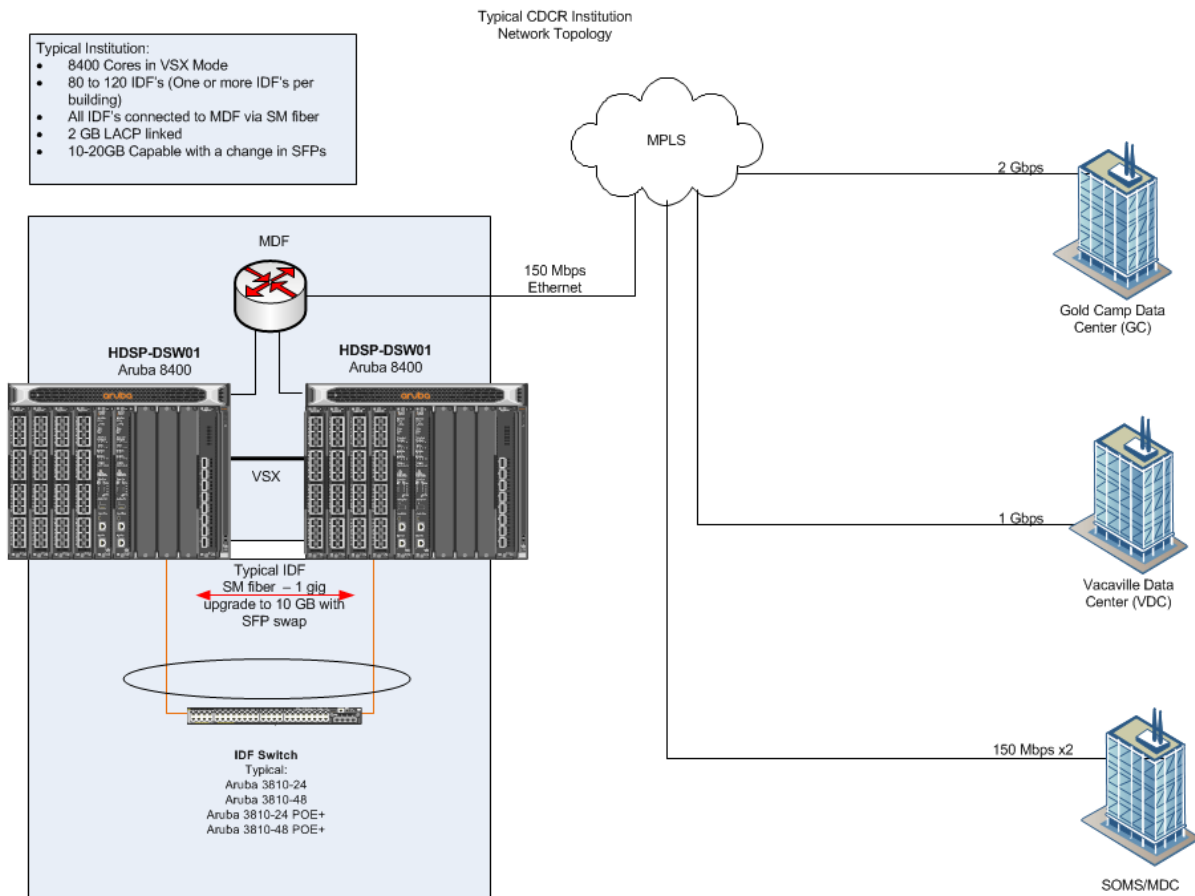 Typical CDCR Institution
Network Topology
Typical Institution:
• 8400 Cores in VSX Mode
• 80 to 120 IDF's (One or more IDF's per
building)
• All IDF's connected to MDF via SM fiber
• 2 GB LACP linked
• 10-20GB Capable with a change in SFPs
MPLS
2 Gbps
Gold Camp Data
Center (GC)
MDF
150 Mbps
Ethernet
HDSP-DSW01
Aruba 8400
HDSP-DSW01
Aruba 8400
aruba
aruba
VSX
1 Gbps
Vacaville Data
Center (VDC)
Typical IDF
SM fiber – 1 gig
upgrade to 10 GB with
SFP swap
IDF Switch
Typical:
Aruba 3810-24
Aruba 3810-48
Aruba 3810-24 POE+
Aruba 3810-48 POE+
150 Mbps x2
SOMS/MDC